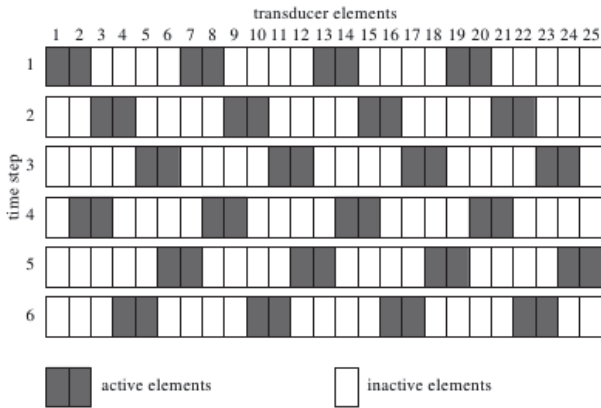 transducer elements
1 2 3 4 5 6 7 8 9 10 11 12 13 14 15 16 17 18 19 20 21 22 23 24 25
1
2
3
4
5
6
time step
active elements
inactive elements